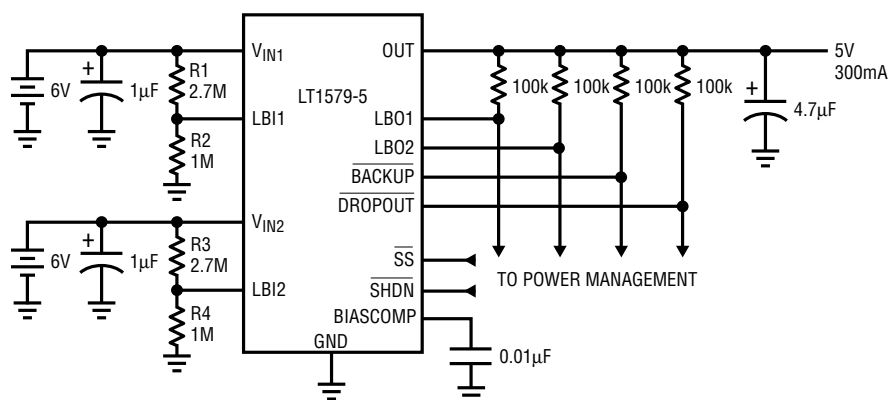 VIN1
OUT
5V
300mA
+
6V
1µF
R1
2.7M
LT1579-5
100k
100k
100k
100k
+
4.7µF
LBI1
LBO1
R2
1M
LBO2
BACKUP
DROPOUT
VIN2
+
6V
1µF
R3
2.7M
SS
TO POWER MANAGEMENT
LBI2
SHDN
R4
1M
BIASCOMP
GND
0.01µF